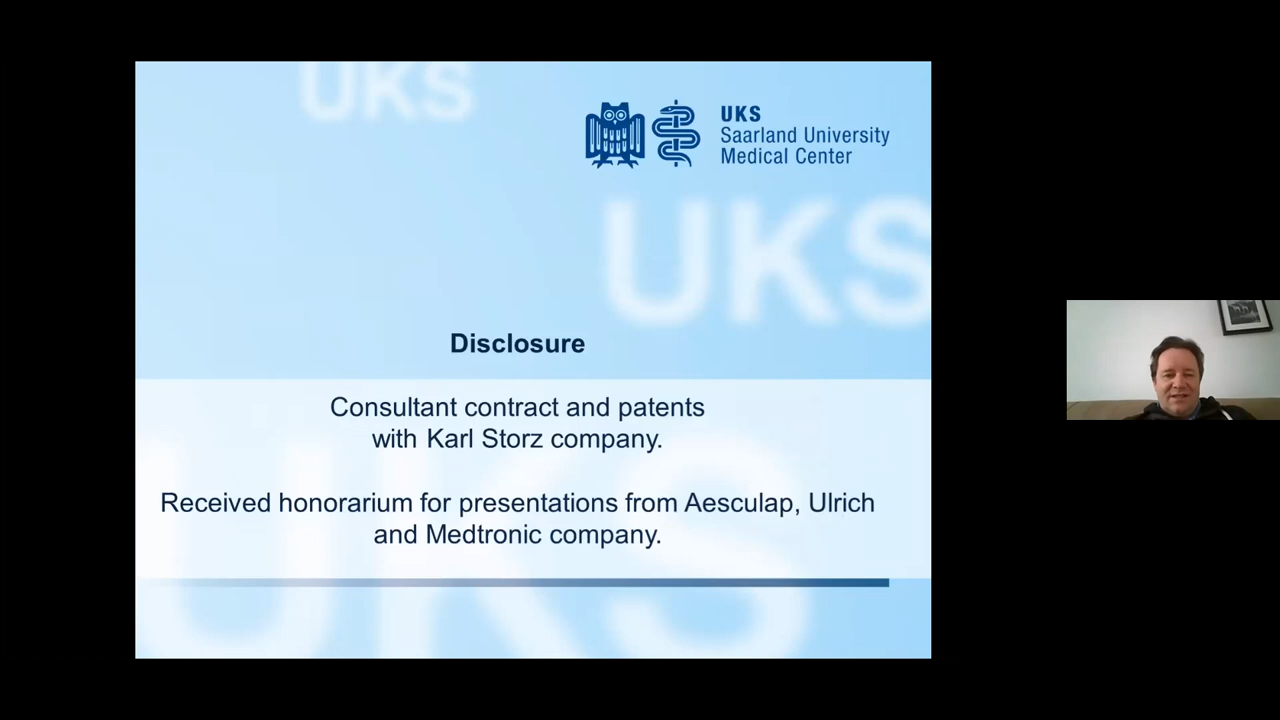 UKS
UKS
Saarland University
Medical Center
UKS
Disclosure
Consultant contract and patents
with Karl Storz company.
Received honorarium for presentations from Aesculap, Ulrich
and Medtronic company.
UKS